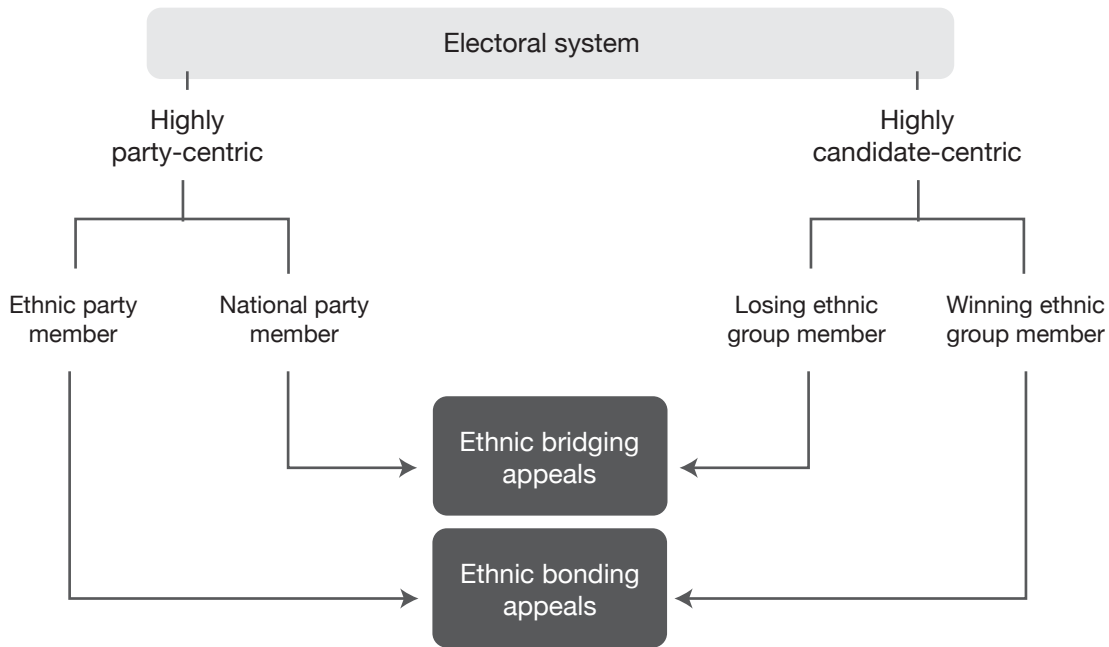 Electoral system
Highly
party-centric
Highly
candidate-centric
Ethnic party
member
National party
member
Losing ethnic
group member
Winning ethnic
group member
Ethnic bridging
appeals
Ethnic bonding
appeals